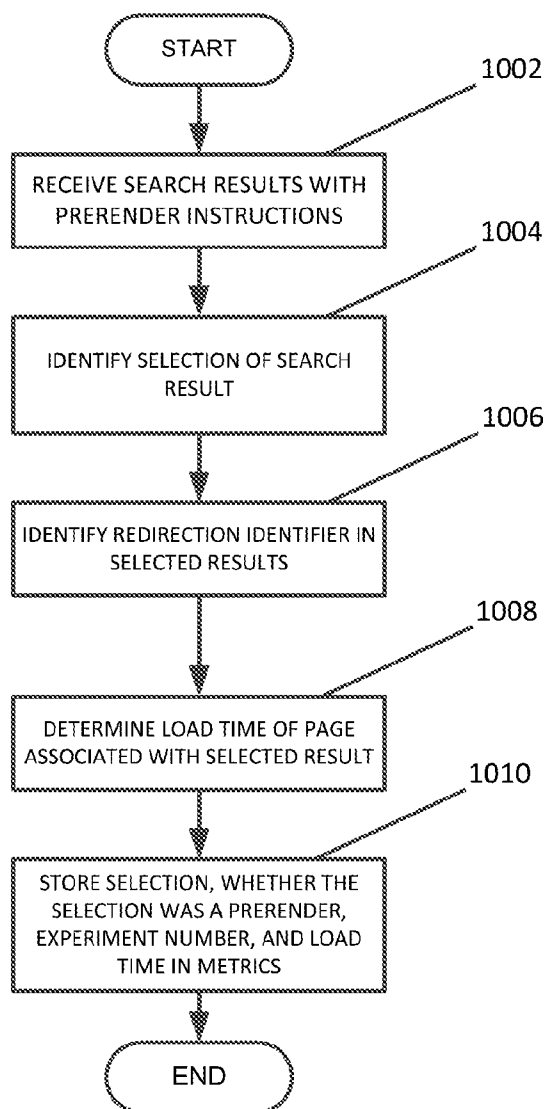 START
1002
RECEIVE SEARCH RESULTS WITH
PRERENDER INSTRUCTIONS
1004
IDENTIFY SELECTION OF SEARCH
RESULT
1006
IDENTIFY REDIRECTION IDENTIFIER IN
SELECTED RESULTS
1008
DETERMINE LOAD TIME OF PAGE
ASSOCIATED WITH SELECTED RESULT
1010
STORE SELECTION, WHETHER THE
SELECTION WAS A PRERENDER,
EXPERIMENT NUMBER, AND LOAD
TIME IN METRICS
END